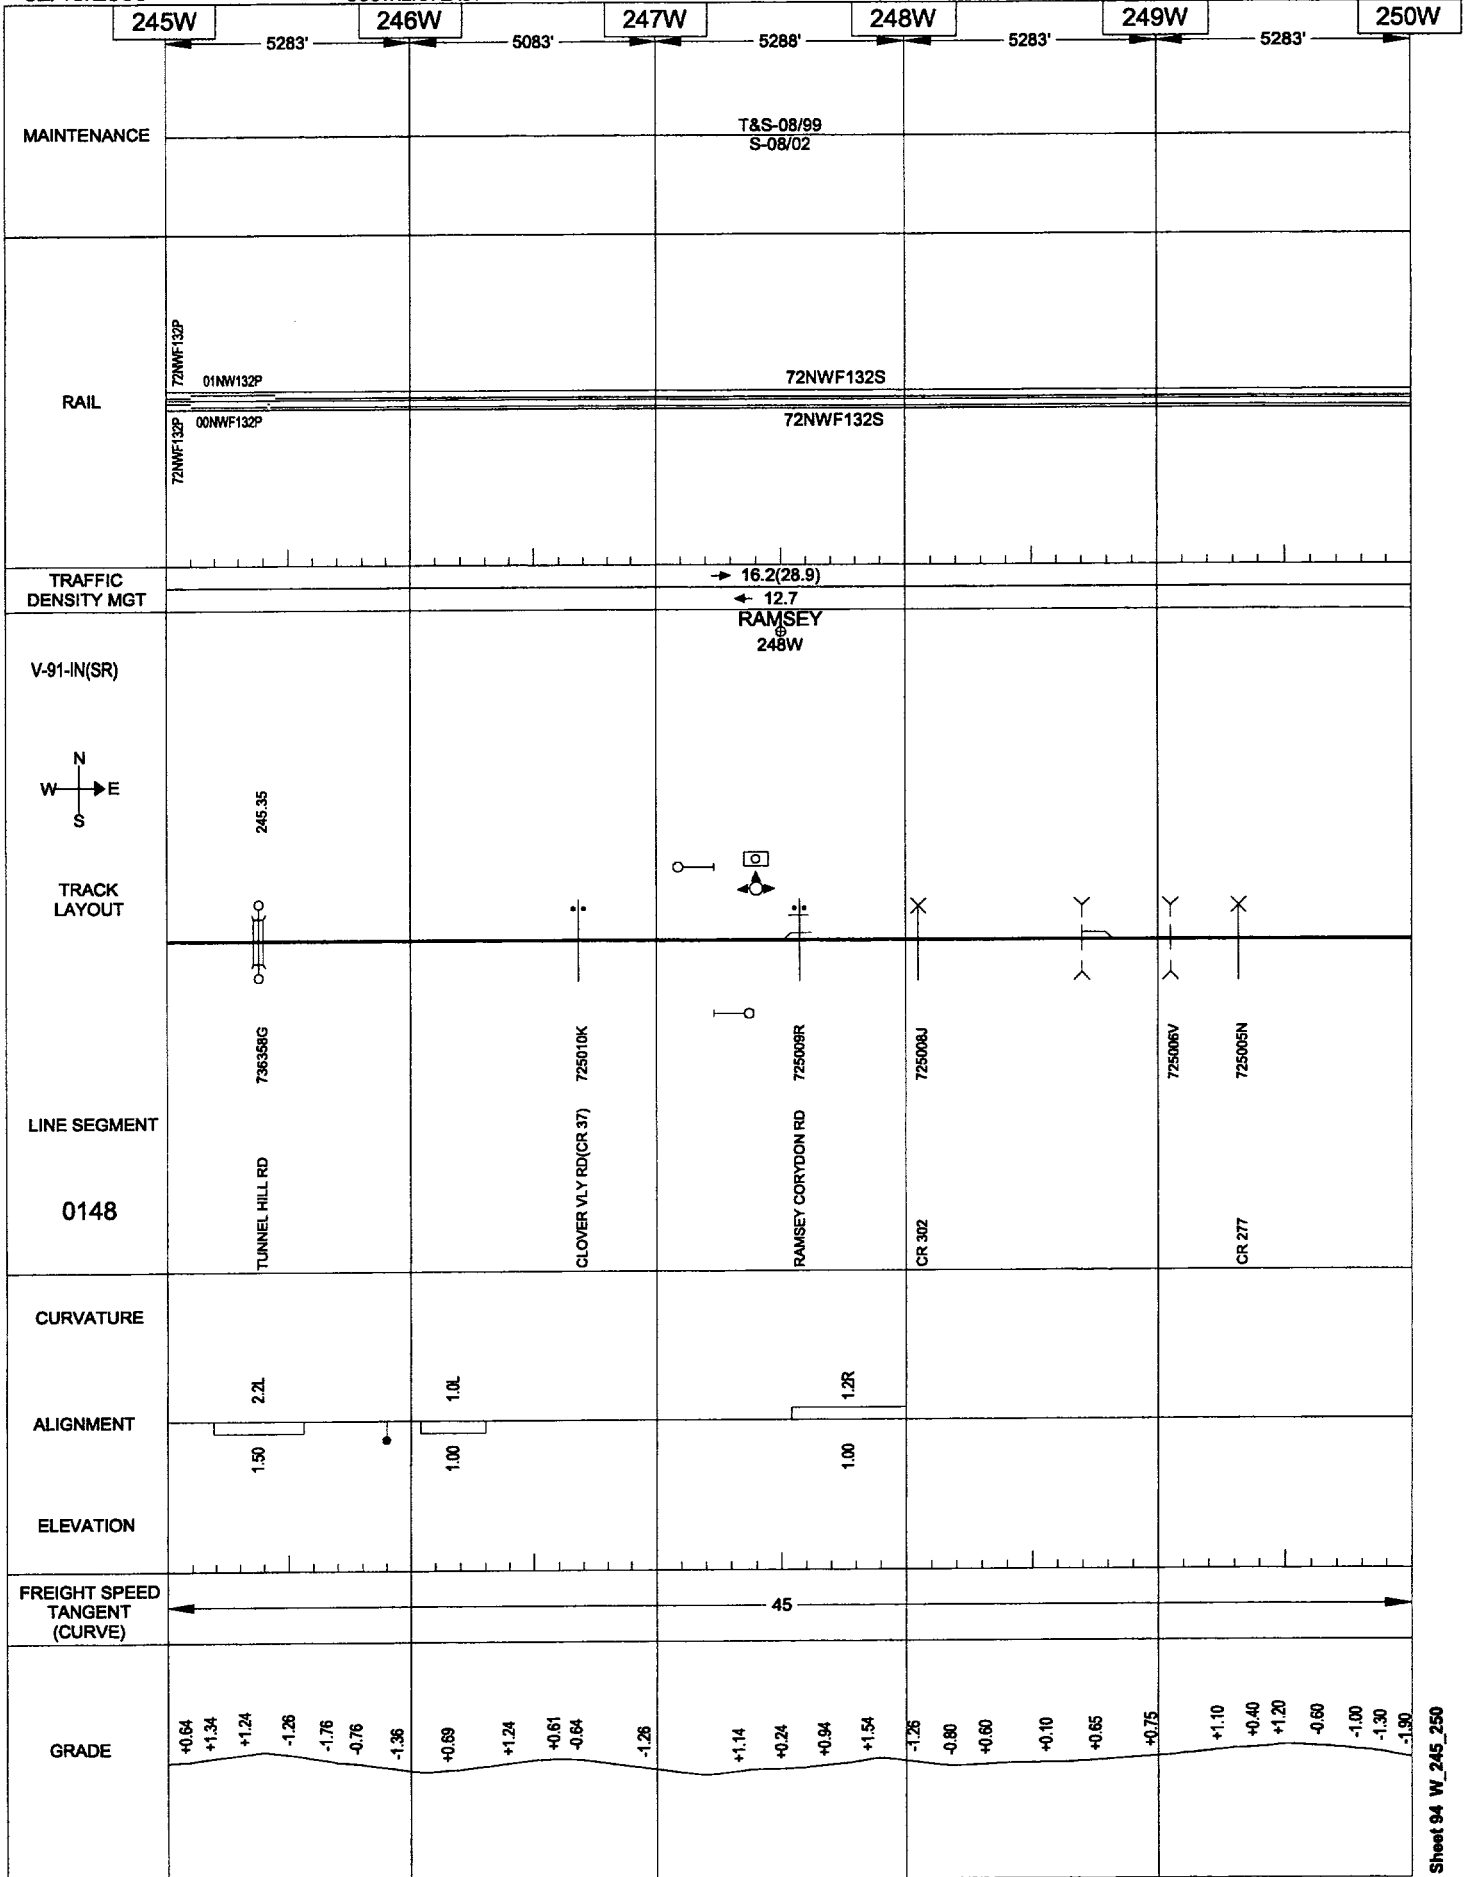 245W 246W 247W 248W 249W 250W
5283' 5083' 5288' 5283' 5283'
MAINTENANCE
T&S-08/99
S-08/02
RAIL
72NWF132P
01NW132P
72NWF132S
72NWF132P
00NWF132P
72NWF132S
TRAFFIC
DENSITY MGT
16.2(28.9)
12.7
RAMSEY
248W
V-91-IN(SR)
N
W E
S
245.35
TRACK
LAYOUT
736358G
725010K
725009R
725008J
725006V
725005N
LINE SEGMENT
0148
TUNNEL HILL RD
CLOVER VLY RD(CR 37)
RAMSEY CORYDON RD
CR 302
CR 277
CURVATURE
2.2L
1.0L
1.2R
ALIGNMENT
1.50
1.00
1.00
ELEVATION
FREIGHT SPEED
TANGENT
(CURVE)
45
GRADE
+0.64 +1.34 +1.24 -1.26 -1.76 -0.76 -1.36 +0.69 +1.24 +0.61 -0.64 -1.26 +1.14 +0.24 +0.94 +1.54 -1.26 -0.80 +0.60 +0.10 +0.65 +0.75 +1.10 +0.40 +1.20 -0.60 -1.00 -1.30 -1.90
Sheet 94 W_245_250